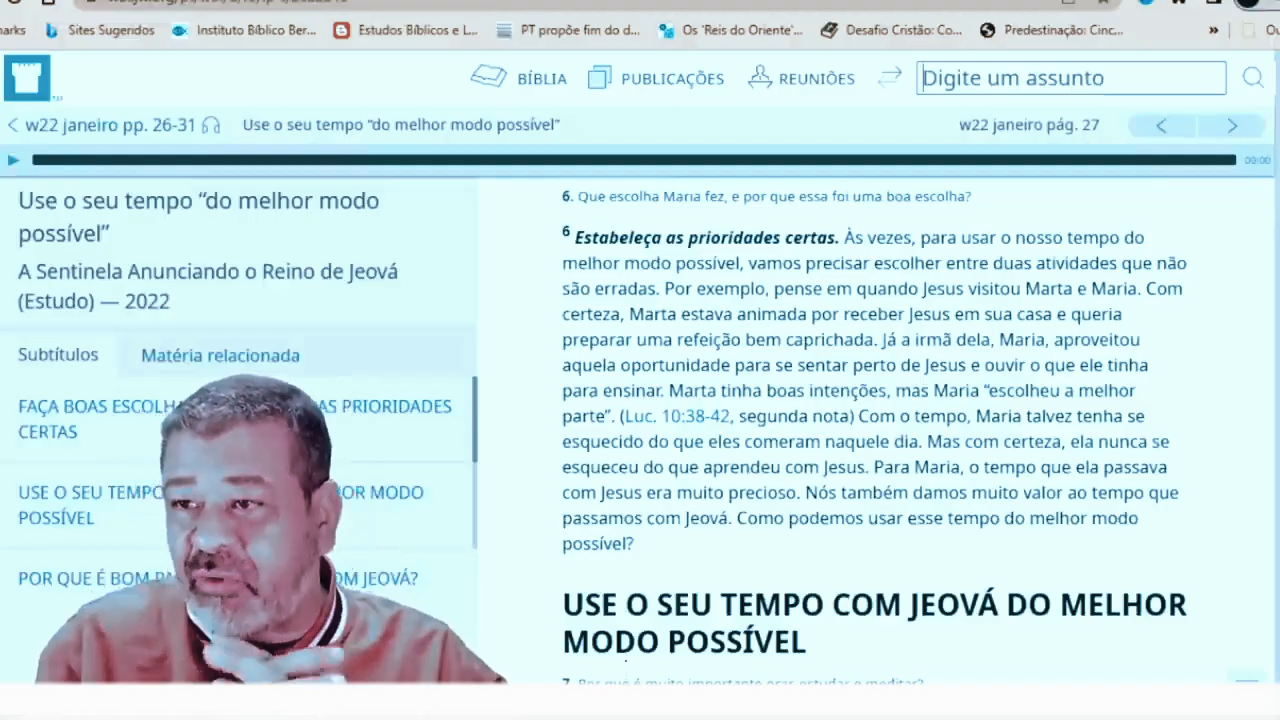 Sites Sugeridos
Instituto Bíblico Ber...
Estudos Bíblicos e L...
PT propõe fim do d...
Os 'Reis do Oriente'...
Desafio Cristão: Co...
Predestinação: Cinc...
»
BÍBLIA
PUBLICAÇÕES
REUNIÕES
Digite um assunto
w22 janeiro pp. 26-31
Use o seu tempo “do melhor modo possível”
w22 janeiro pág. 27
00:00
Use o seu tempo “do melhor modo
possível”
A Sentinela Anunciando o Reino de Jeová
(Estudo) — 2022
Subtítulos
Matéria relacionada
FAÇA BOAS ESCOLH AS PRIORIDADES
CERTAS
USE O SEU TEMPO OR MODO
POSSÍVEL
POR QUE É BOM OM JEOVÁ?
6. Que escolha Maria fez, e por que essa foi uma boa escolha?
6 Estabeleça as prioridades certas. Às vezes, para usar o nosso tempo do
melhor modo possível, vamos precisar escolher entre duas atividades que não
são erradas. Por exemplo, pense em quando Jesus visitou Marta e Maria. Com
certeza, Marta estava animada por receber Jesus em sua casa e queria
preparar uma refeição bem caprichada. Já a irmã dela, Maria, aproveitou
aquela oportunidade para se sentar perto de Jesus e ouvir o que ele tinha
para ensinar. Marta tinha boas intenções, mas Maria “escolheu a melhor
parte”. (Luc. 10:38-42, segunda nota) Com o tempo, Maria talvez tenha se
esquecido do que eles comeram naquele dia. Mas com certeza, ela nunca se
esqueceu do que aprendeu com Jesus. Para Maria, o tempo que ela passava
com Jesus era muito precioso. Nós também damos muito valor ao tempo que
passamos com Jeová. Como podemos usar esse tempo do melhor modo
possível?
USE O SEU TEMPO COM JEOVÁ DO MELHOR
MODO POSSÍVEL
7. Por que é muito importante orar, estudar e meditar?